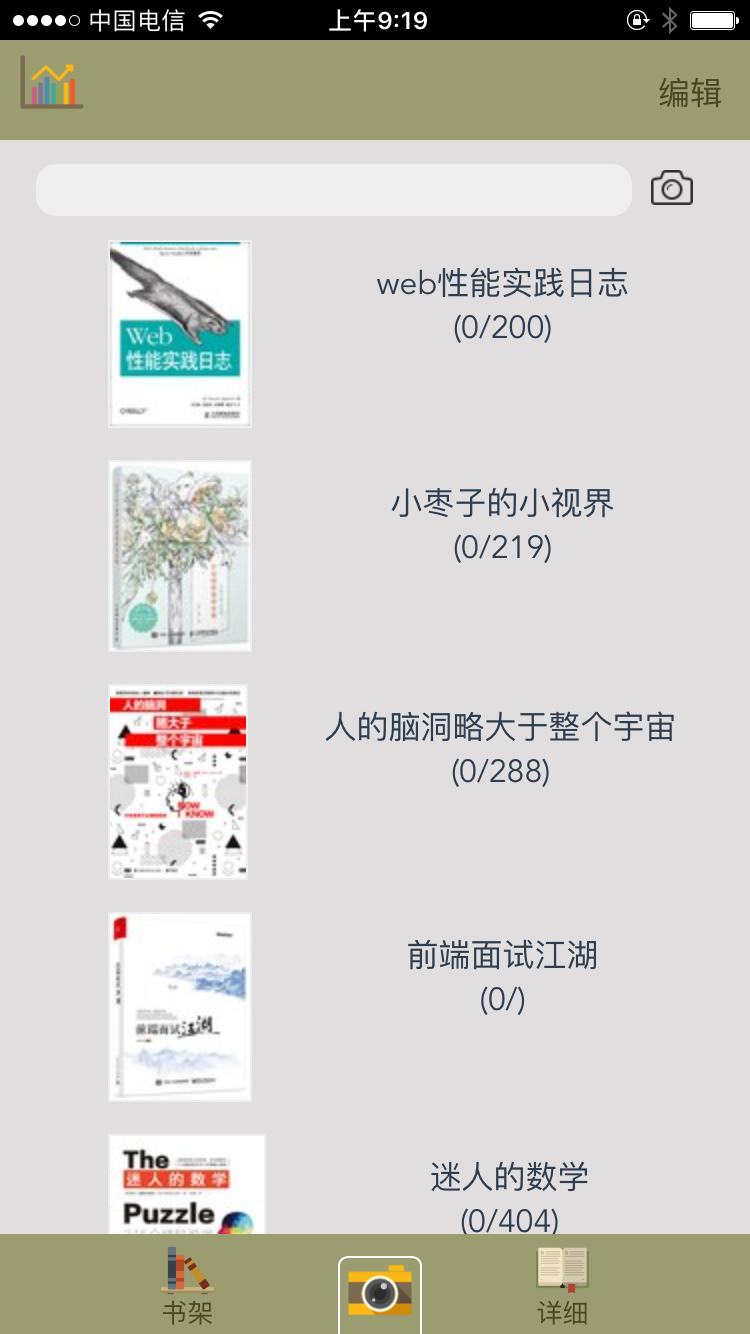 中国电信
上午9:19
编辑
Web
性能实践日志
O'REILLY
web性能实践日志
(0/200)
小枣子的小视界
(0/219)
人的脑洞
略大于
整个宇宙
NOW
I KNOW
人的脑洞略大于整个宇宙
(0/288)
前端面试江湖
前端面试江湖
(0/)
The
迷人的数学
Puzzle
迷人的数学
(0/404)
书架
详细